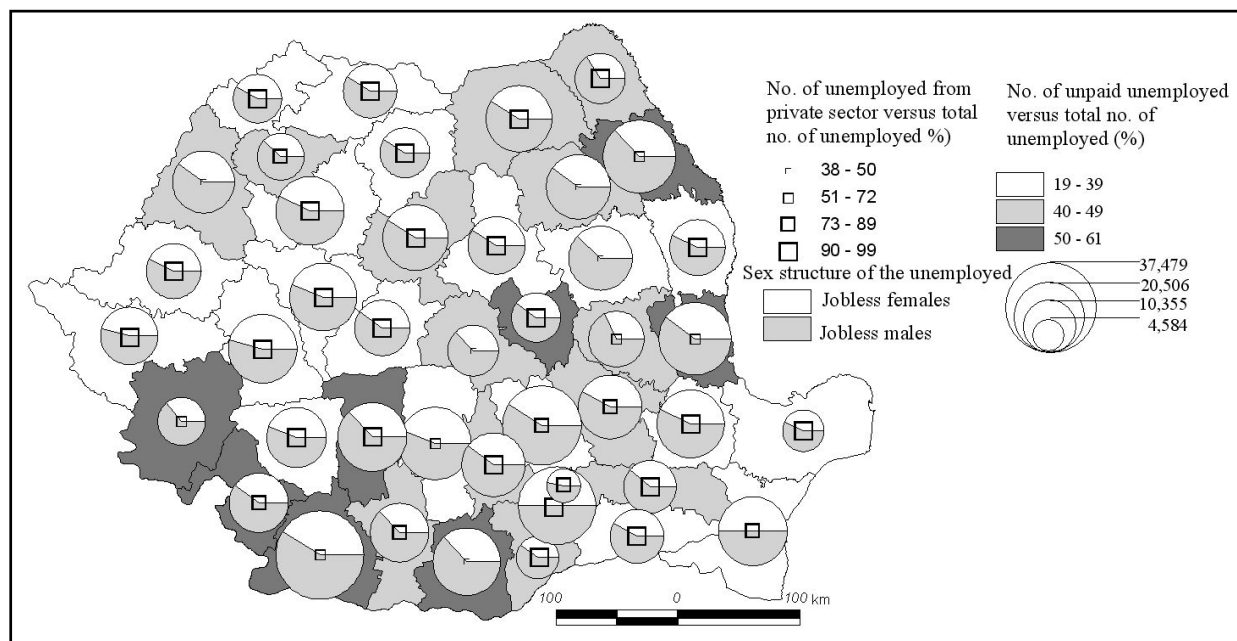 No. of unemployed from
private sector versus total
no. of unemployed %)
38 - 50
51 - 72
73 - 89
90 - 99
No. of unpaid unemployed
versus total no. of
unemployed (%)
19 - 39
40 - 49
50 - 61
Sex structure of the unemployed
Jobless females
Jobless males
37,479
20,506
10,355
4,584
100 0 100 km